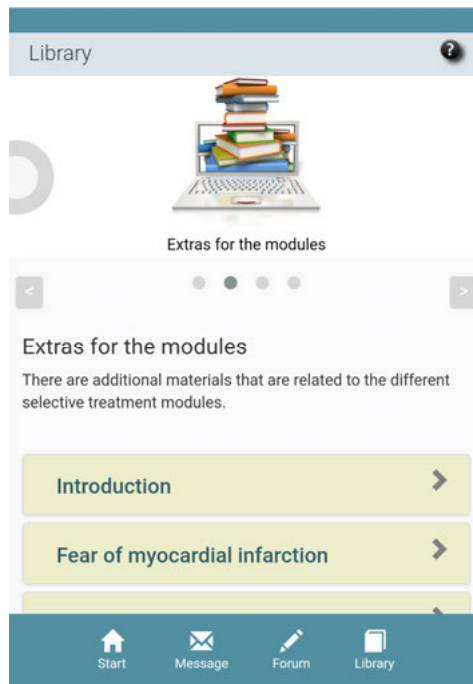 Library
?
Extras for the modules
<
>
Extras for the modules
There are additional materials that are related to the different
selective treatment modules.
Introduction
Fear of myocardial infarction
Start Message Forum Library